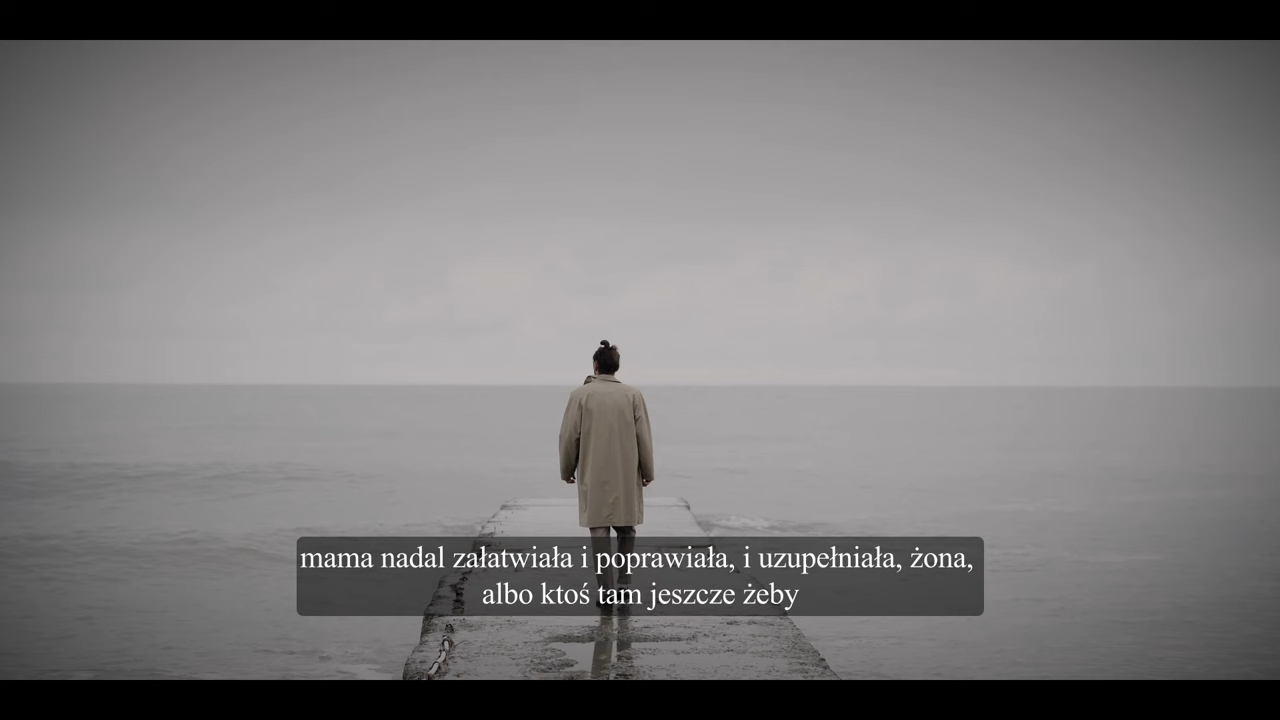 mama nadal załatwiała i poprawiała, i uzupełniała, żona,
albo ktoś tam jeszcze żeby